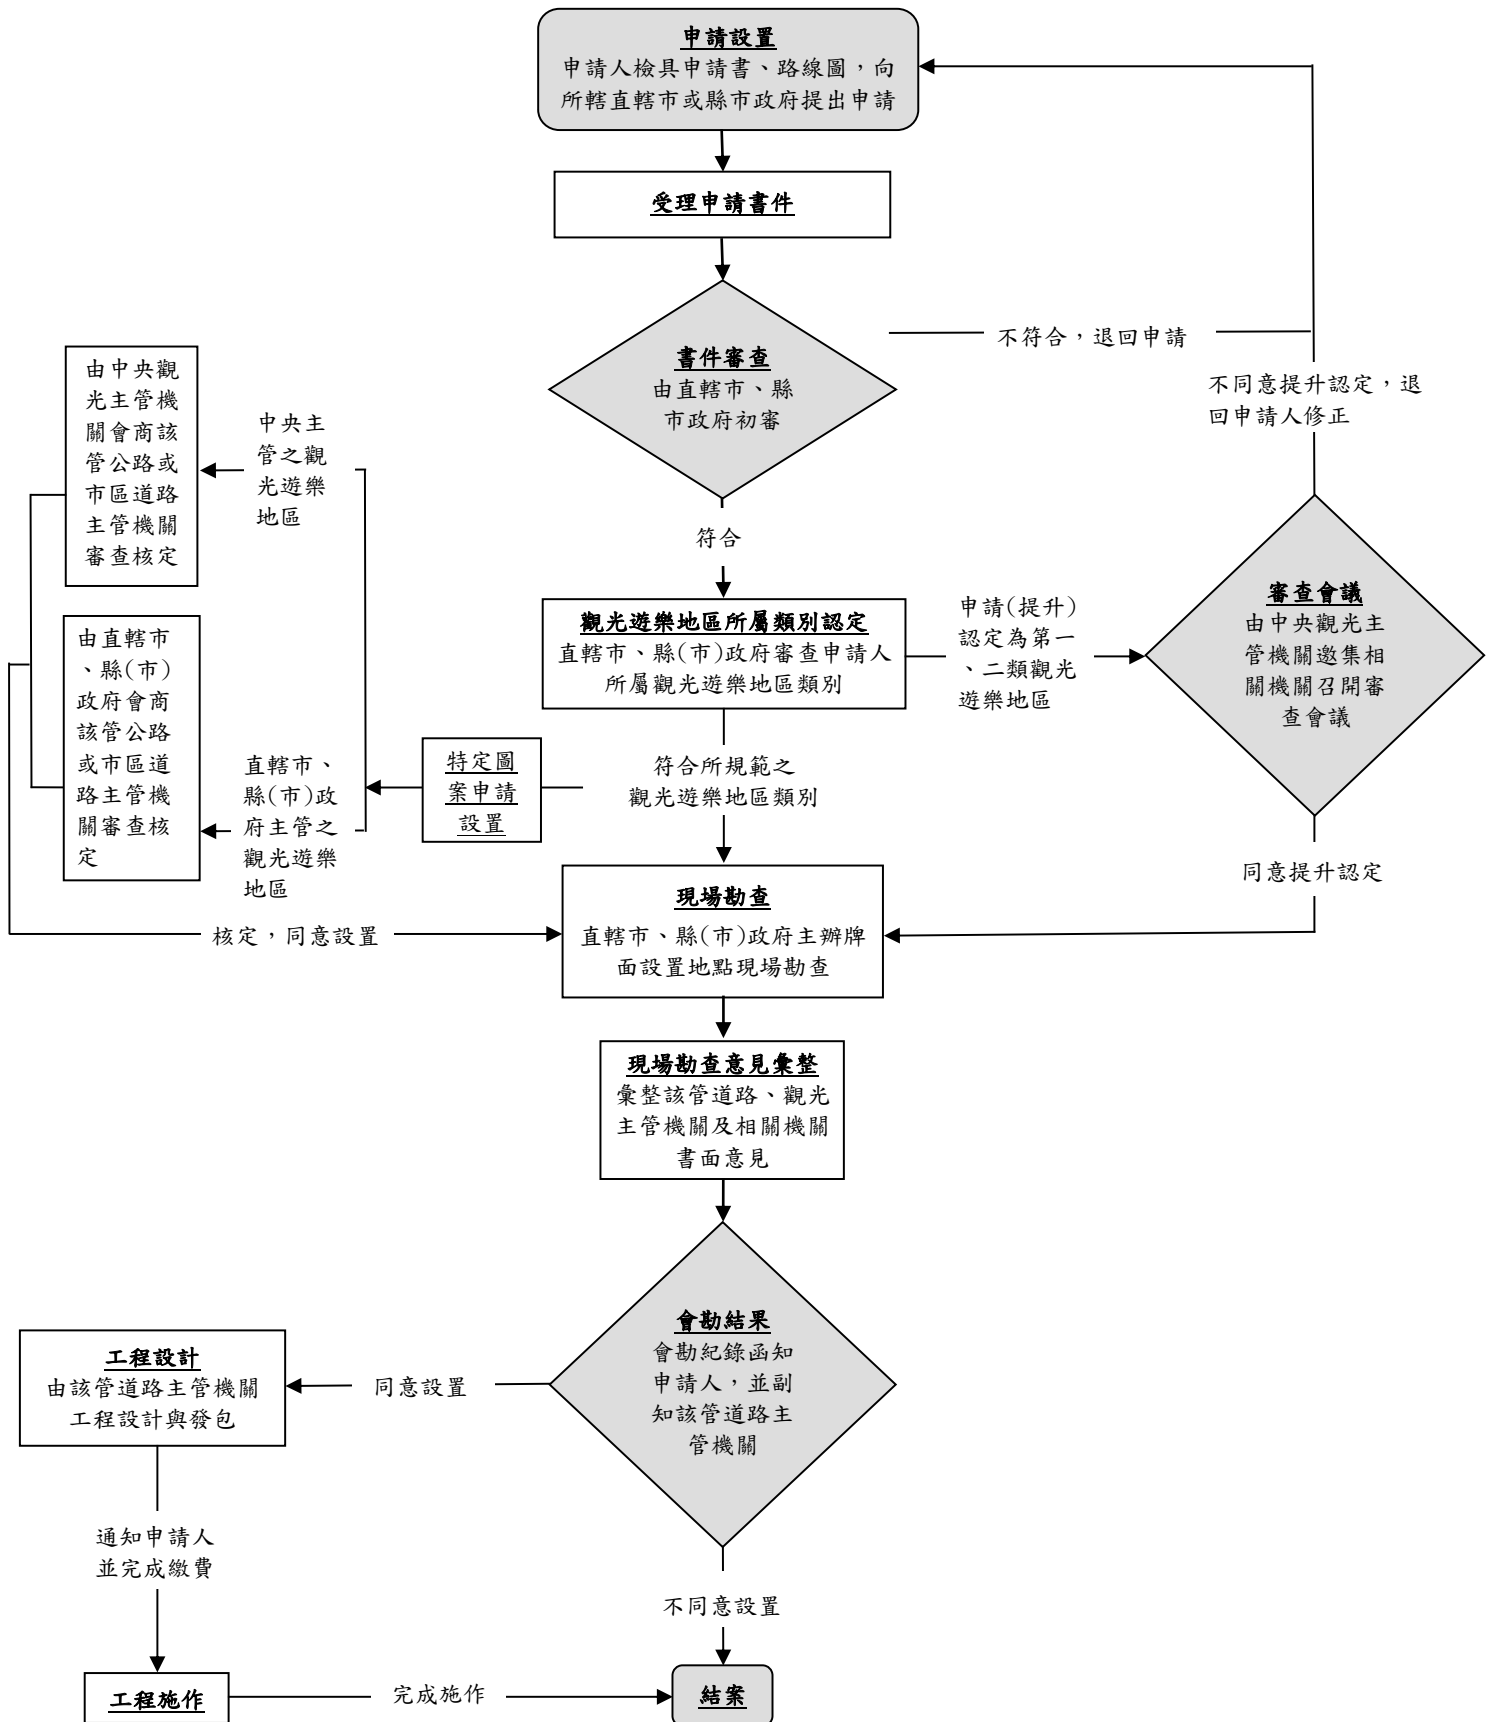 申請設置
申請人檢具申請書、路線圖，向
所轄直轄市或縣市政府提出申請
受理申請書件
書件審查
由直轄市、縣
市政府初審
不符合，退回申請
不同意提升認定，退
回申請人修正
符合
觀光遊樂地區所屬類別認定
直轄市、縣(市)政府審查申請人
所屬觀光遊樂地區類別
申請(提升)
認定為第一
、二類觀光
遊樂地區
審查會議
由中央觀光主
管機關邀集相
關機關召開審
查會議
同意提升認定
符合所規範之
觀光遊樂地區類別
特定圖
案申請
設置
中央主
管之觀
光遊樂
地區
由中央觀
光主管機
關會商該
管公路或
市區道路
主管機關
審查核定
直轄市、
縣(市)政
府主管之
觀光遊樂
地區
由直轄市
、縣(市)
政府會商
該管公路
或市區道
路主管機
關審查核
定
核定，同意設置
現場勘查
直轄市、縣(市)政府主辦牌
面設置地點現場勘查
現場勘查意見彙整
彙整該管道路、觀光
主管機關及相關機關
書面意見
會勘結果
會勘紀錄函知
申請人，並副
知該管道路主
管機關
同意設置
工程設計
由該管道路主管機關
工程設計與發包
通知申請人
並完成繳費
不同意設置
工程施作
完成施作
結案